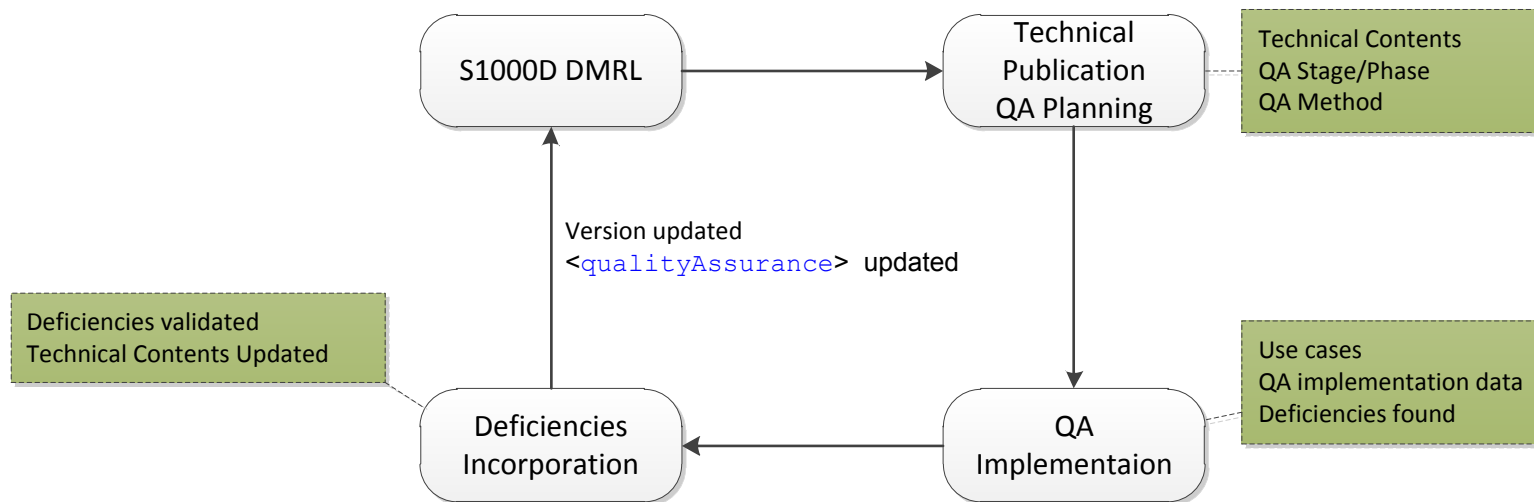 S1000D DMRL
Technical
Publication
QA Planning
Technical Contents
QA Stage/Phase
QA Method
Version updated
<qualityAssurance> updated
Deficiencies validated
Technical Contents Updated
Use cases
QA implementation data
Deficiencies found
Deficiencies
Incorporation
QA
Implementaion